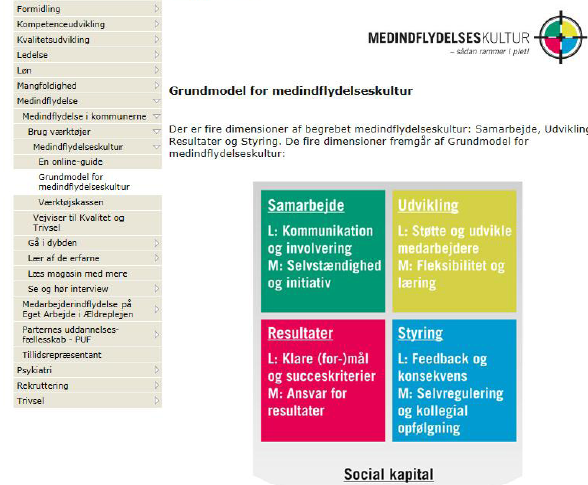 Formidling
Kompetenceudvikling
Kvalitetsudvikling
Ledelse
Løn
Mangfoldighed
Medindflydelse
Medindflydelse i kommunerne
Brug værktøjer
Medindflydelseskultur
En online-guide
Grundmodel for
medindflydelseskultur
Værktøjskassen
Vejviser til Kvalitet og
Trivsel
Gå i dybden
Lær af de erfarne
Læs magasin med mere
Se og hør interview
Medarbejderindflydelse på
Eget Arbejde i Ældreplejen
Parternes uddannelses-
fællesskab - PUF
Tillidsrepræsentant
Psykiatri
Rekruttering
Trivsel
MEDINDFLYDELSESKULTUR
– sådan rammer I plet!
Grundmodel for medindflydelseskultur
Der er fire dimensioner af begrebet medindflydelseskultur: Samarbejde, Udvikling
Resultater og Styring. De fire dimensioner fremgår af Grundmodel for
medindflydelseskultur:
Samarbejde
L: Kommunikation
og involvering
M: Selvstændighed
og initiativ
Udvikling
L: Støtte og udvikle
medarbejdere
M: Fleksibilitet og
læring
Resultater
L: Klare (for-)mål
og succeskriterier
M: Ansvar for
resultater
Styring
L: Feedback og
konsekvens
M: Selvregulering
og kollegial
opfølgning
Social kapital